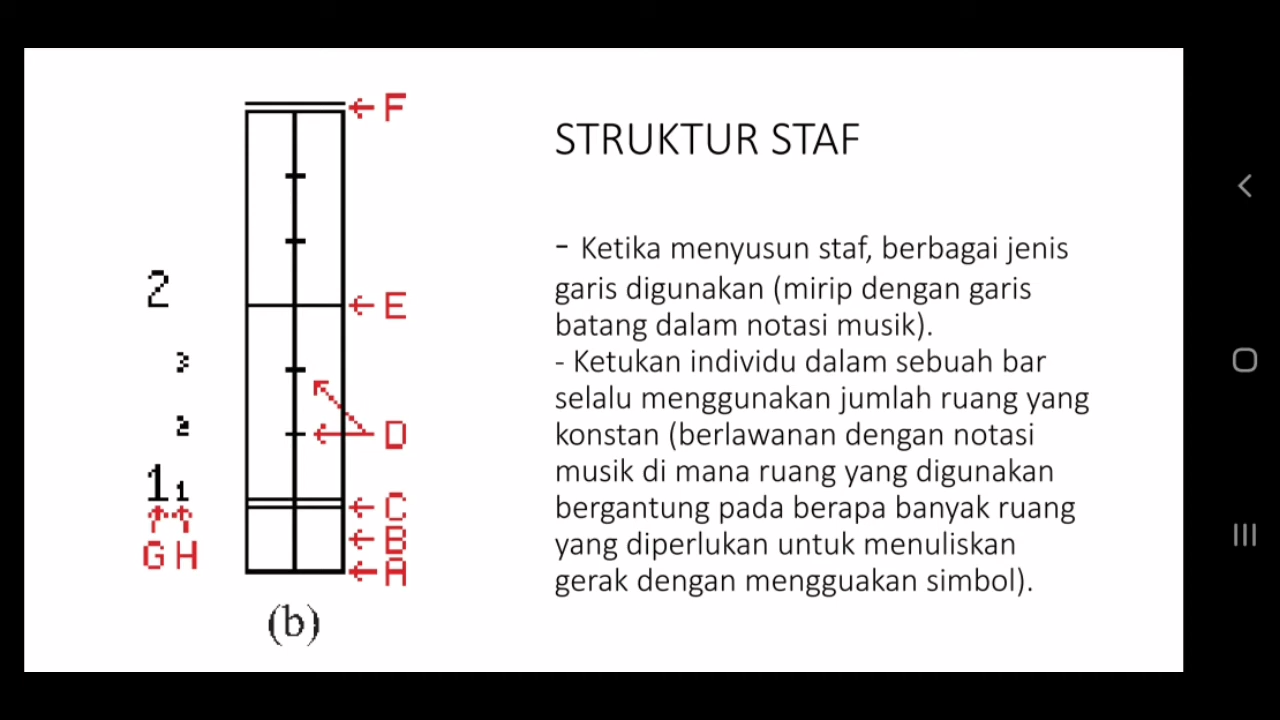 STRUKTUR STAF
- Ketika menyusun staf, berbagai jenis
garis digunakan (mirip dengan garis
batang dalam notasi musik).
- Ketukan individu dalam sebuah bar
selalu menggunakan jumlah ruang yang
konstan (berlawanan dengan notasi
musik di mana ruang yang digunakan
bergantung pada berapa banyak ruang
yang diperlukan untuk menuliskan
gerak dengan mengguakan simbol).
F
2
E
3
2
D
1 1
C
B
G H
A
(b)